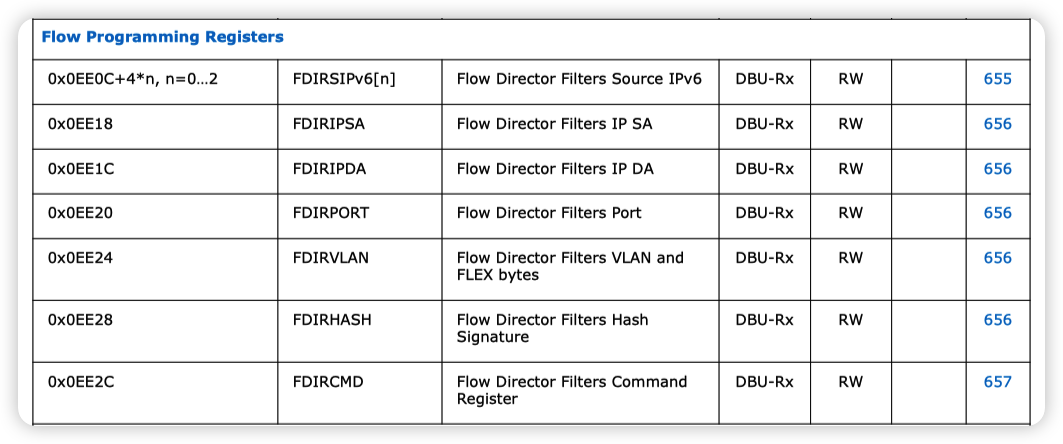 Flow Programming Registers
0x0EE0C+4*n, n=0...2 FDIRSIPv6[n] Flow Director Filters Source IPv6 DBU-Rx RW 655
0x0EE18 FDIRIPSA Flow Director Filters IP SA DBU-Rx RW 656
0x0EE1C FDIRIPDA Flow Director Filters IP DA DBU-Rx RW 656
0x0EE20 FDIRPORT Flow Director Filters Port DBU-Rx RW 656
0x0EE24 FDIRVLAN Flow Director Filters VLAN and DBU-Rx RW 656
FLEX bytes
0x0EE28 FDIRHASH Flow Director Filters Hash DBU-Rx RW 656
Signature
0x0EE2C FDIRCMD Flow Director Filters Command DBU-Rx RW 657
Register